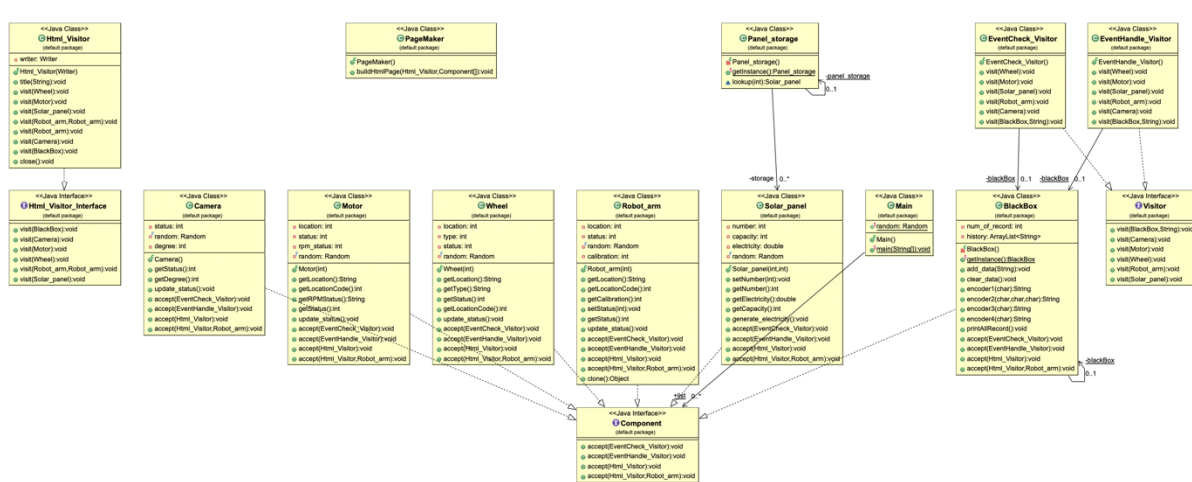 <<Java Class>>
Html_Visitor
(default package)
writer: Writer
Html_Visitor(Writer)
title(String):void
visit(Wheel):void
visit(Motor):void
visit(Solar_panel):void
visit(Robot_arm,Robot_arm):void
visit(Robot_arm):void
visit(Camera):void
visit(BlackBox):void
close():void
<<Java Class>>
PageMaker
(default package)
PageMaker()
buildHtmlPage(Html_Visitor,Component[]):void
<<Java Class>>
Panel_storage
(default package)
Panel_storage()
getInstance():Panel_storage
lookup(int):Solar_panel
-panel_storage
0..1
<<Java Class>>
EventCheck_Visitor
(default package)
EventCheck_Visitor()
visit(Wheel):void
visit(Motor):void
visit(Solar_panel):void
visit(Robot_arm):void
visit(Camera):void
visit(BlackBox,String):void
<<Java Class>>
EventHandle_Visitor
(default package)
EventHandle_Visitor()
visit(Wheel):void
visit(Motor):void
visit(Solar_panel):void
visit(Robot_arm):void
visit(Camera):void
visit(BlackBox,String):void
-storage 0..*
-blackBox 0..1
-blackBox 0..1
<<Java Interface>>
Html_Visitor_Interface
(default package)
visit(BlackBox):void
visit(Camera):void
visit(Motor):void
visit(Wheel):void
visit(Robot_arm,Robot_arm):void
visit(Solar_panel):void
<<Java Class>>
Camera
(default package)
status: int
random: Random
degree: int
Camera()
getStatus():int
getDegree():int
update_status():void
accept(EventCheck_Visitor):void
accept(EventHandle_Visitor):void
accept(Html_Visitor):void
accept(Html_Visitor,Robot_arm):void
<<Java Class>>
Motor
(default package)
location: int
status: int
rpm_status: int
random: Random
Motor(int)
getLocation():String
getLocationCode():int
getRPMStatus():String
getStatus():int
update_status():void
accept(EventCheck_Visitor):void
accept(EventHandle_Visitor):void
accept(Html_Visitor):void
accept(Html_Visitor,Robot_arm):void
<<Java Class>>
Wheel
(default package)
location: int
type: int
status: int
random: Random
Wheel(int)
getLocation():String
getType():String
getStatus():int
getLocationCode():int
update_status():void
accept(EventCheck_Visitor):void
accept(EventHandle_Visitor):void
accept(Html_Visitor):void
accept(Html_Visitor,Robot_arm):void
<<Java Class>>
Robot_arm
(default package)
location: int
status: int
random: Random
calibration: int
Robot_arm(int)
getLocation():String
getLocationCode():int
getCalibration():int
setStatus(int):void
getStatus():int
update_status():void
accept(EventCheck_Visitor):void
accept(EventHandle_Visitor):void
accept(Html_Visitor):void
accept(Html_Visitor,Robot_arm):void
clone():Object
<<Java Class>>
Solar_panel
(default package)
number: int
capacity: int
electricity: double
random: Random
Solar_panel(int,int)
setNumber(int):void
getNumber():int
getElectricity():double
getCapacity():int
generate_electricity():void
accept(EventCheck_Visitor):void
accept(EventHandle_Visitor):void
accept(Html_Visitor):void
accept(Html_Visitor,Robot_arm):void
<<Java Class>>
Main
(default package)
random: Random
Main()
main(String[]):void
<<Java Class>>
BlackBox
(default package)
num_of_record: int
history: ArrayList<String>
BlackBox()
getInstance():BlackBox
add_data(String):void
clear_data():void
encoder1(char):String
encoder2(char,char,char):String
encoder3(char):String
encoder4(char):String
printAllRecord():void
accept(EventCheck_Visitor):void
accept(EventHandle_Visitor):void
accept(Html_Visitor):void
accept(Html_Visitor,Robot_arm):void
-blackBox
0..1
<<Java Interface>>
Visitor
(default package)
visit(BlackBox,String):void
visit(Camera):void
visit(Motor):void
visit(Wheel):void
visit(Robot_arm):void
visit(Solar_panel):void
+list 0..*
<<Java Interface>>
Component
(default package)
accept(EventCheck_Visitor):void
accept(EventHandle_Visitor):void
accept(Html_Visitor):void
accept(Html_Visitor,Robot_arm):void